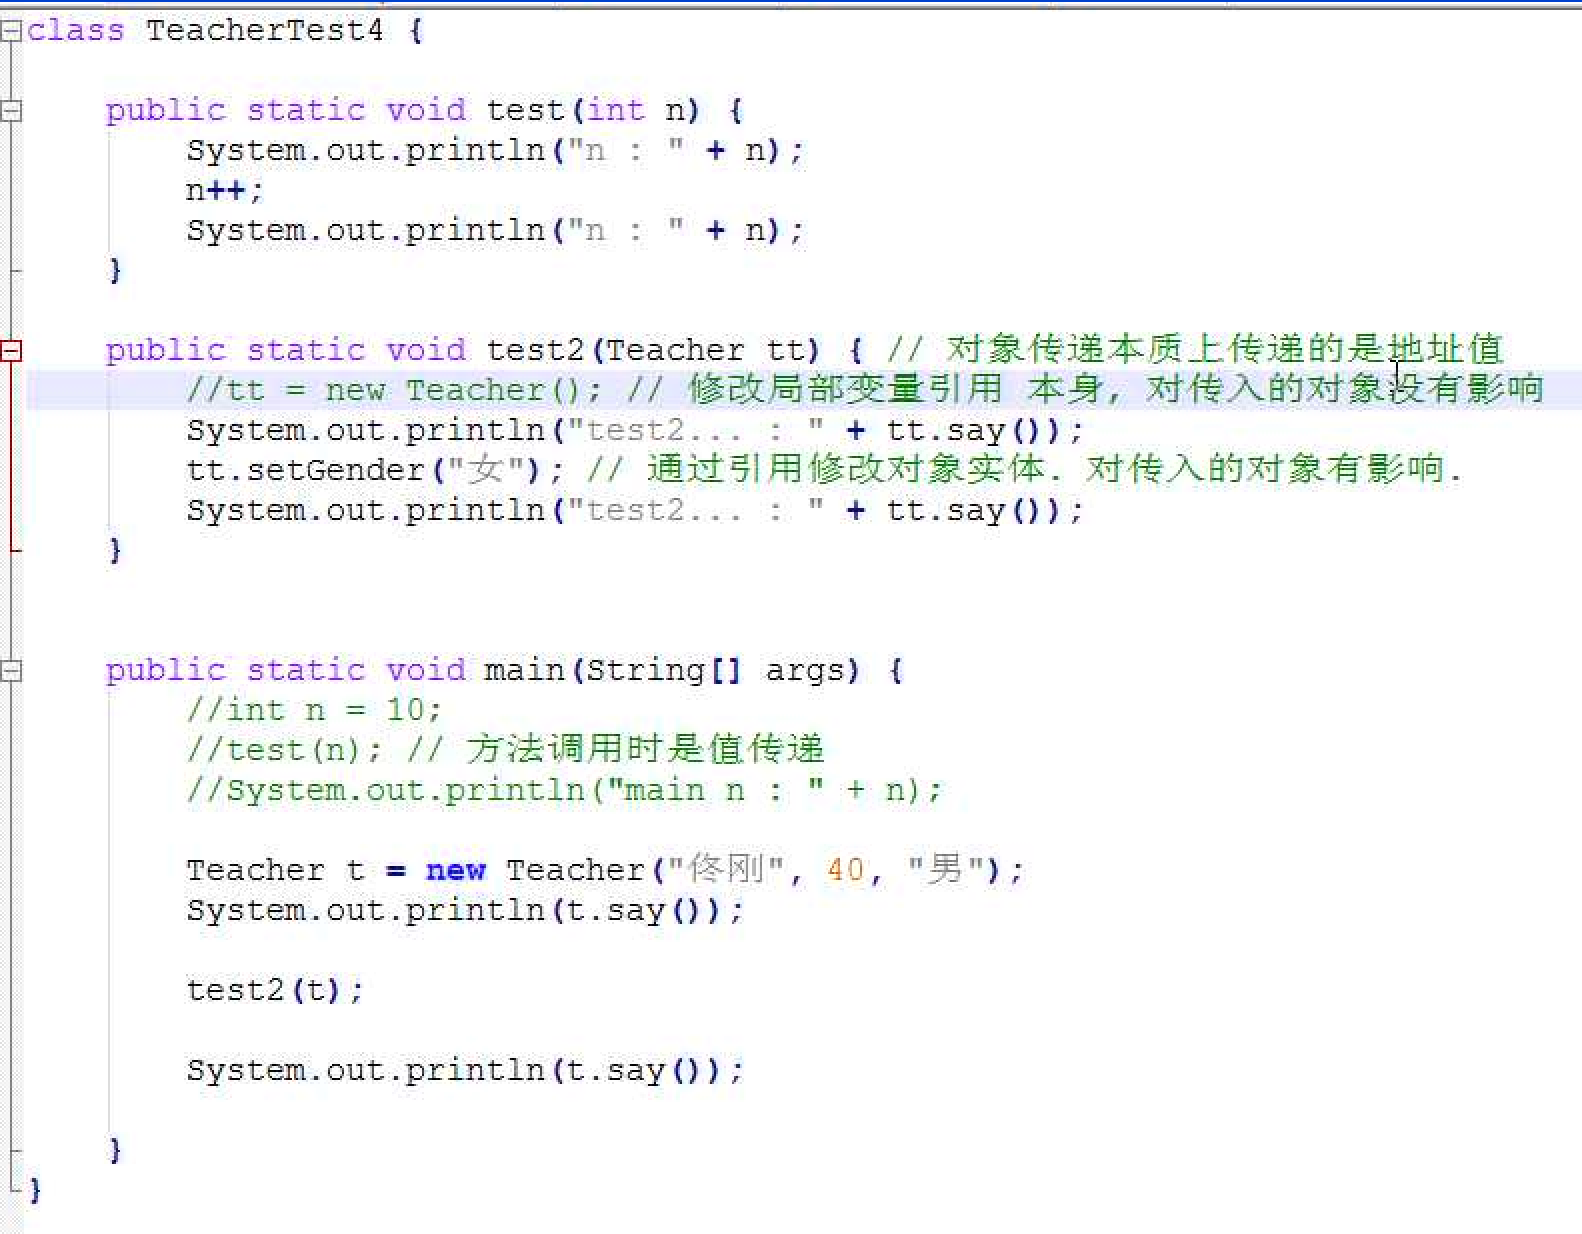 class TeacherTest4 {
public static void test(int n) {
System.out.println("n : " + n);
n++;
System.out.println("n : " + n);
}
public static void test2(Teacher tt) { // 对象传递本质上传递的是地址值
//tt = new Teacher(); // 修改局部变量引用 本身, 对传入的对象没有影响
System.out.println("test2... : " + tt.say());
tt.setGender("女"); // 通过引用修改对象实体. 对传入的对象有影响.
System.out.println("test2... : " + tt.say());
}
public static void main(String[] args) {
//int n = 10;
//test(n); // 方法调用时是值传递
//System.out.println("main n : " + n);
Teacher t = new Teacher("佟刚", 40, "男");
System.out.println(t.say());
test2(t);
System.out.println(t.say());
}
}